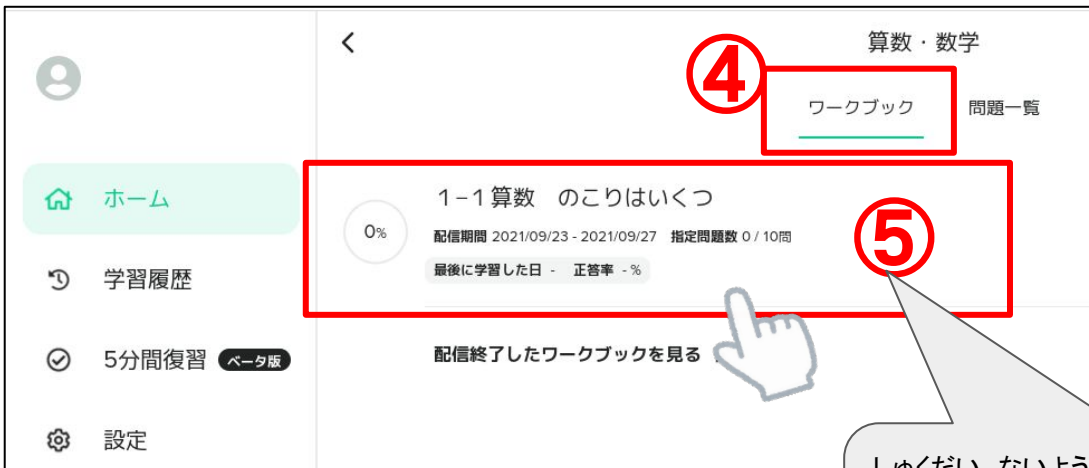 算数・数学
④
ワークブック 問題一覧
ホーム
学習履歴
5分間復習 ベータ版
設定
1-1算数 のこりはいくつ
0%
配信期間 2021/09/23 - 2021/09/27 指定問題数 0 / 10問
最後に学習した日 - 正答率 -%
⑤
配信終了したワークブックを見る